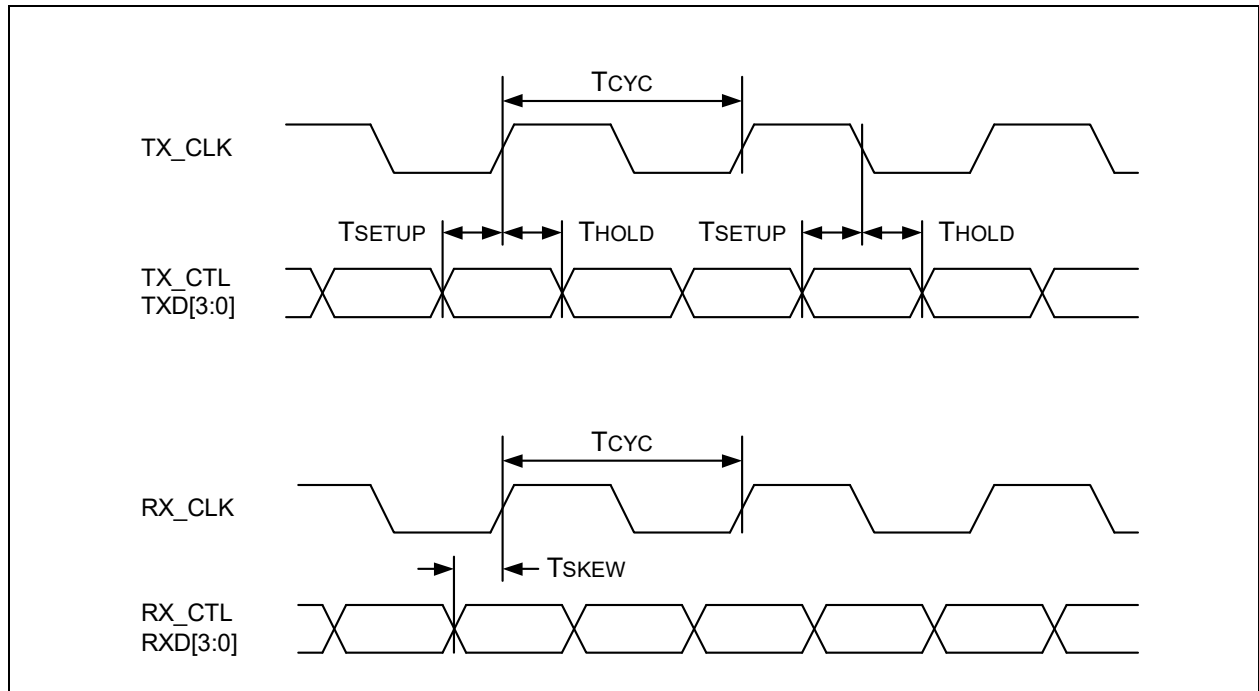 TCYC
TX_CLK
TSETUP THOLD TSETUP THOLD
TX_CTL
TXD[3:0]
TCYC
RX_CLK
TSKEW
RX_CTL
RXD[3:0]